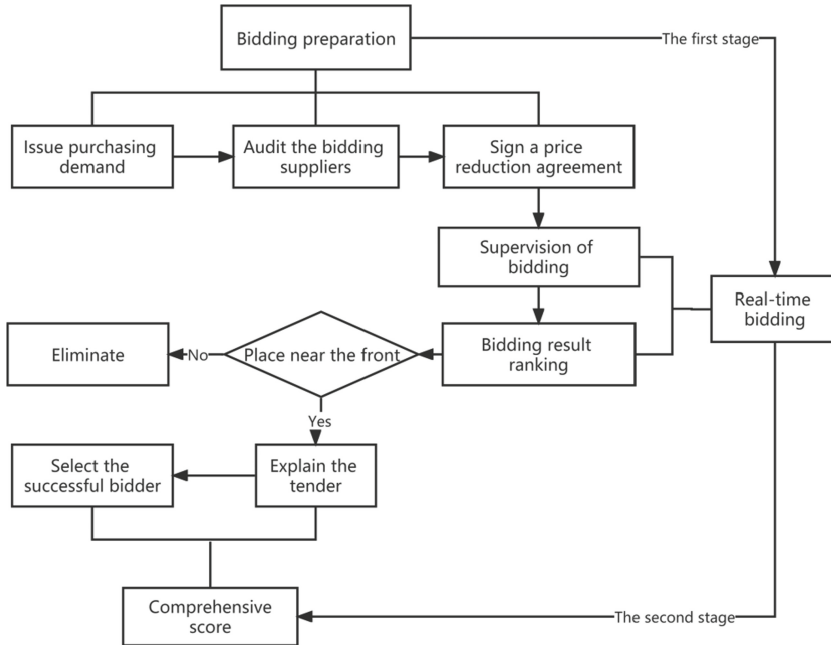 Bidding preparation
The first stage
Issue purchasing
demand
Audit the bidding
suppliers
Sign a price
reduction agreement
Supervision of
bidding
Real-time
bidding
Eliminate
No
Place near the front
Bidding result
ranking
Yes
Select the
successful bidder
Explain the
tender
Comprehensive
score
The second stage